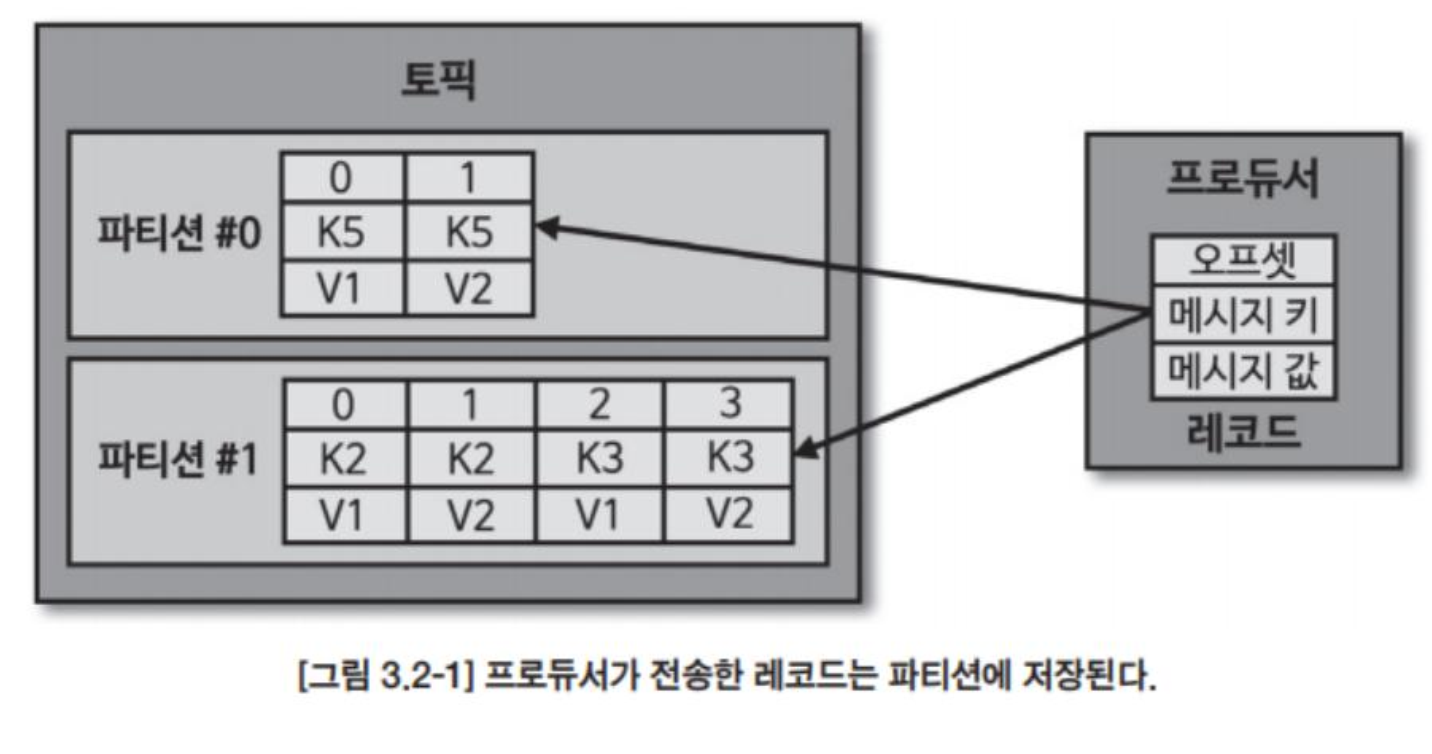 토픽
파티션 #0
0 1
K5 K5
V1 V2
파티션 #1
0 1 2 3
K2 K2 K3 K3
V1 V2 V1 V2
프로듀서
오프셋
메시지 키
메시지 값
레코드
[그림 3.2-1] 프로듀서가 전송한 레코드는 파티션에 저장된다.